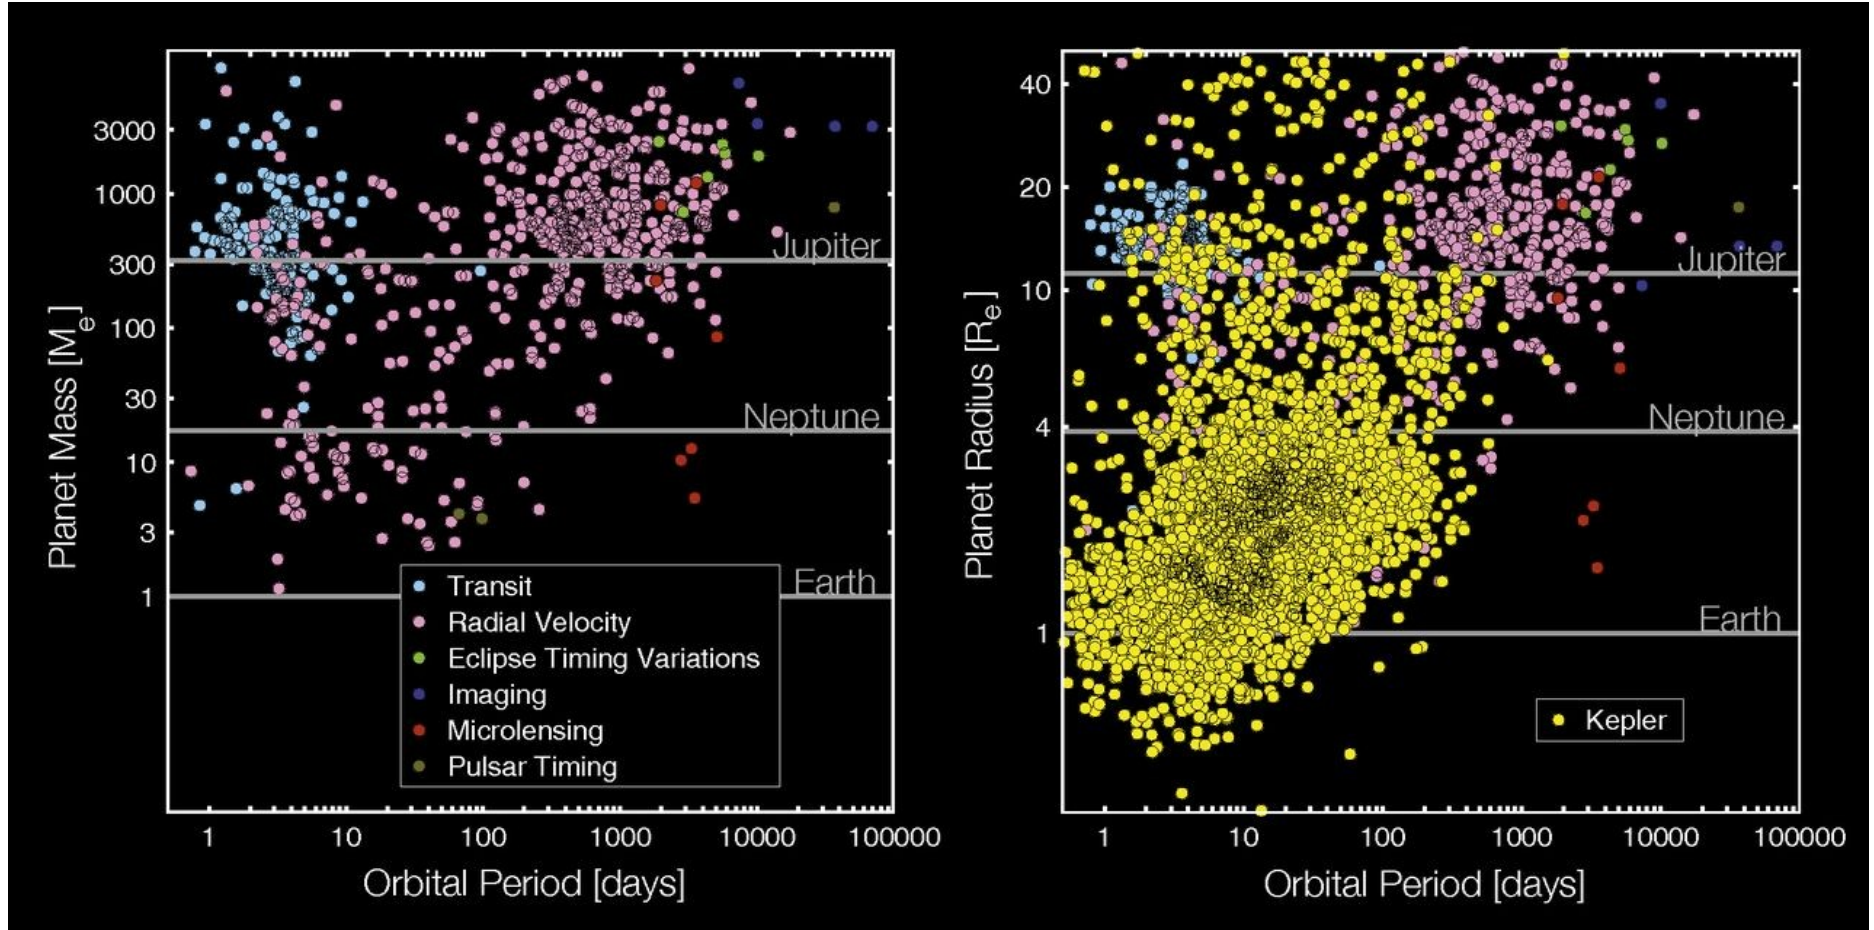 3000
1000
300
100
30
10
3
1
Planet Mass [Me]
Jupiter
Neptune
Earth
Transit
Radial Velocity
Eclipse Timing Variations
Imaging
Microlensing
Pulsar Timing
1 10 100 1000 10000 100000
Orbital Period [days]
40
20
10
4
1
Planet Radius [Re]
Jupiter
Neptune
Earth
Kepler
1 10 100 1000 10000 100000
Orbital Period [days]